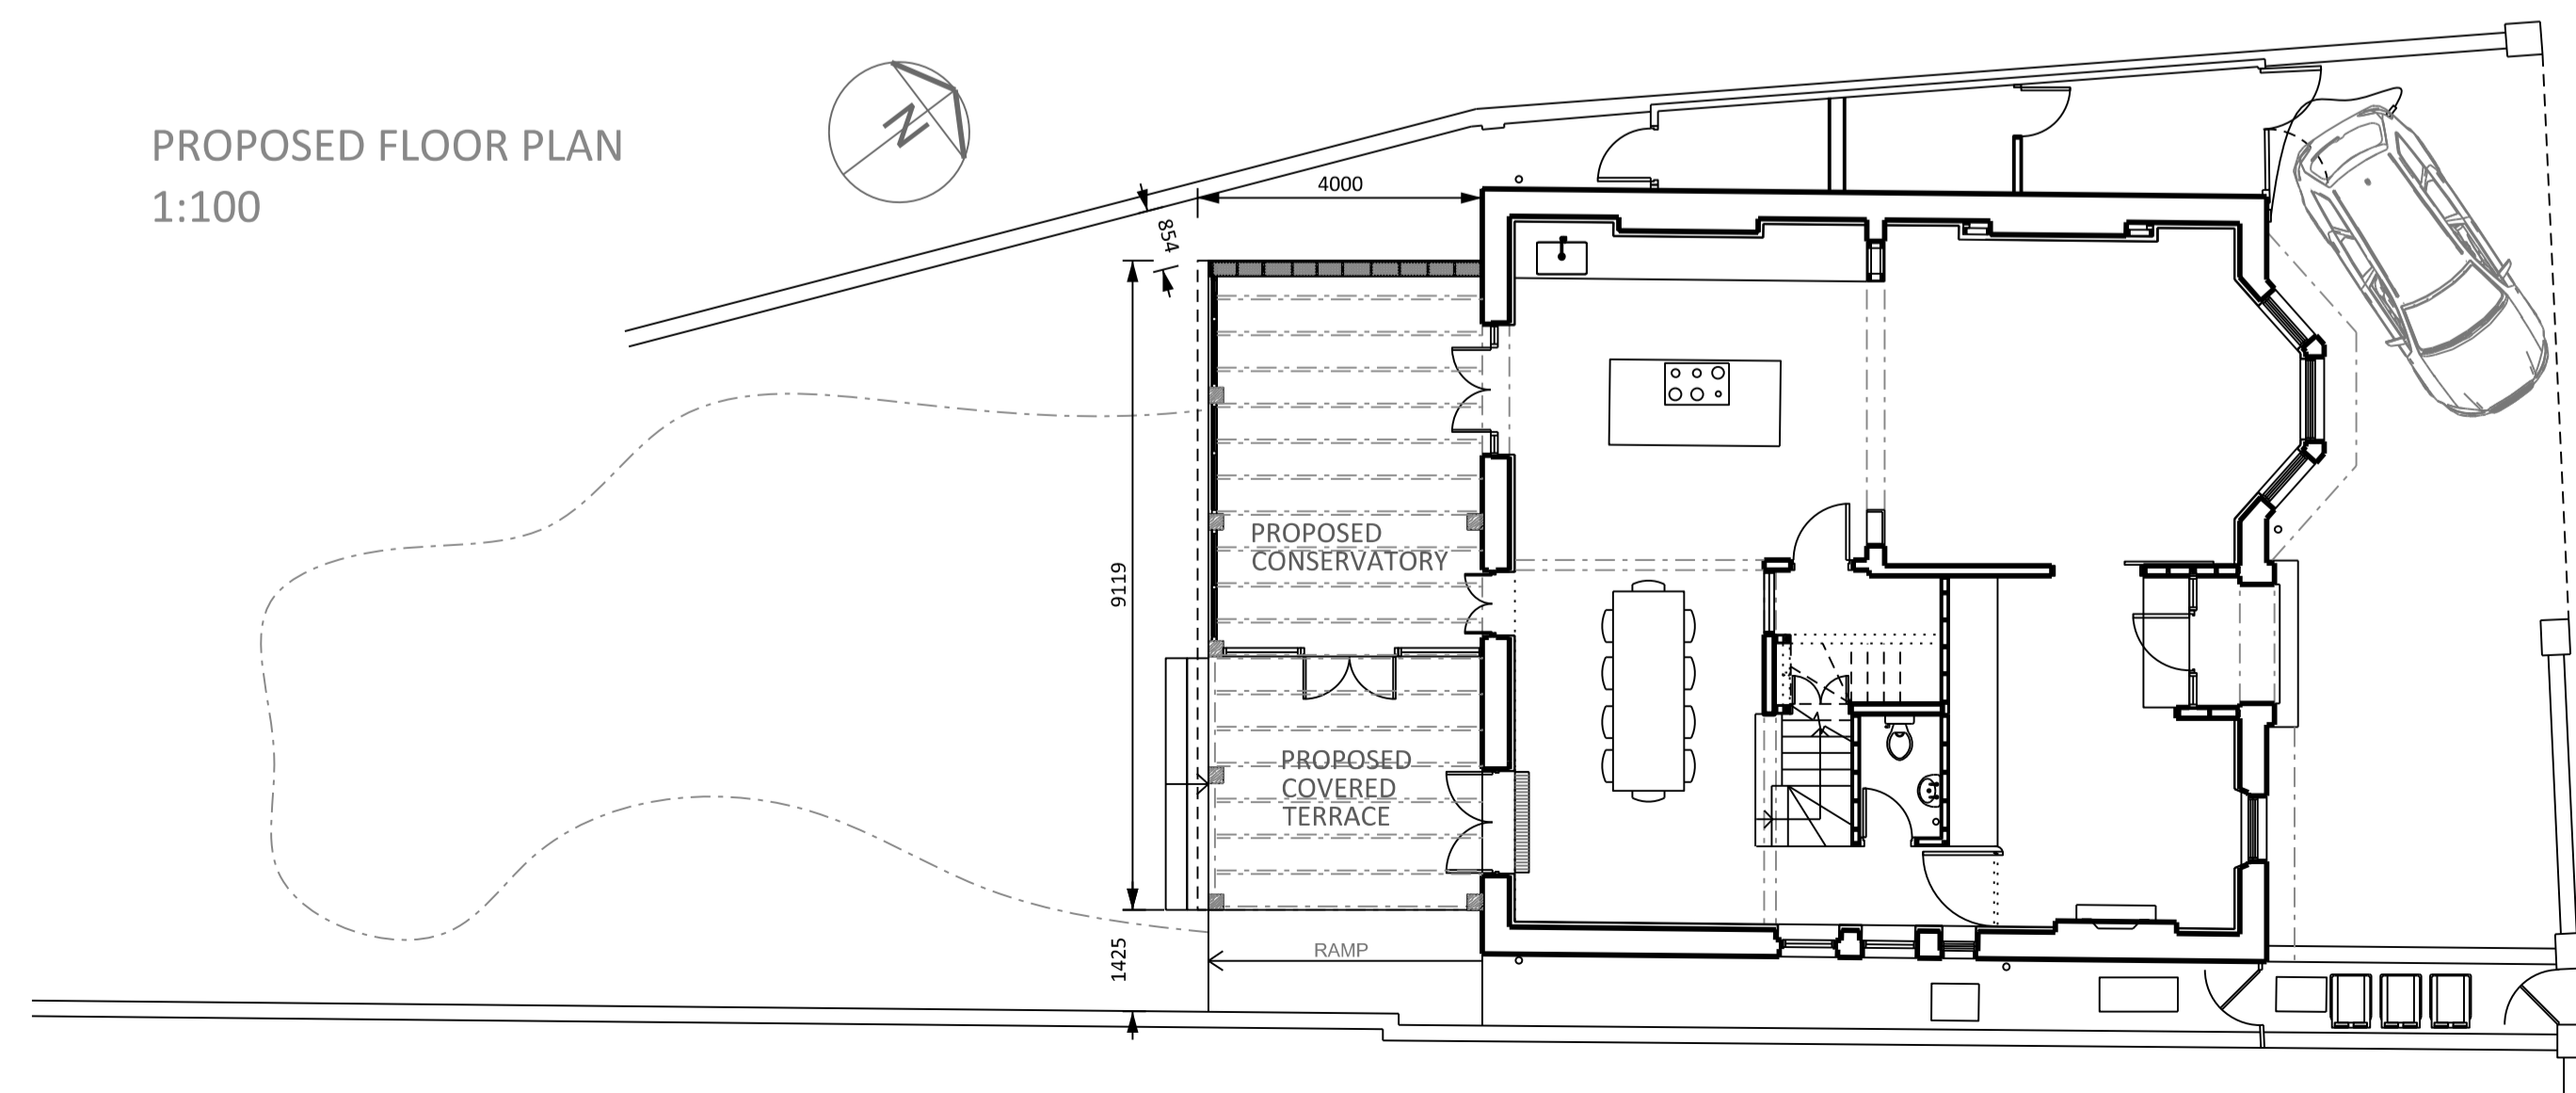 PROPOSED FLOOR PLAN
1:100
N
4000
854
9119
PROPOSED
CONSERVATORY
PROPOSED
COVERED
TERRACE
1425
RAMP